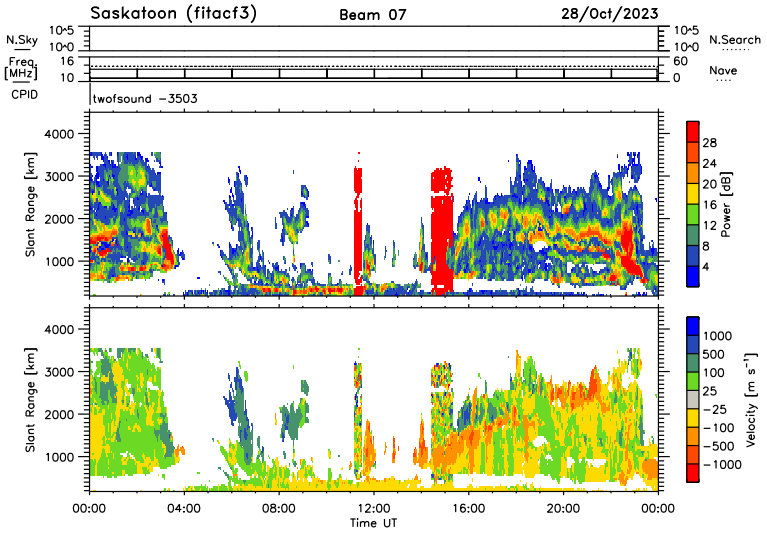 Saskatoon (fitacf3) Beam 07 28/Oct/2023
N.Sky 10^5 10^0 10^5 10^0 N.Search
Freq. [MHz] 16 10 60 0 Nave
CPID twofsound -3503
Slant Range [km] 4000 3000 2000 1000
Power [dB] 28 24 20 16 12 8 4
Slant Range [km] 4000 3000 2000 1000
Velocity [m s⁻¹] 1000 500 100 25 -25 -100 -500 -1000
00:00 04:00 08:00 12:00 16:00 20:00 00:00
Time UT